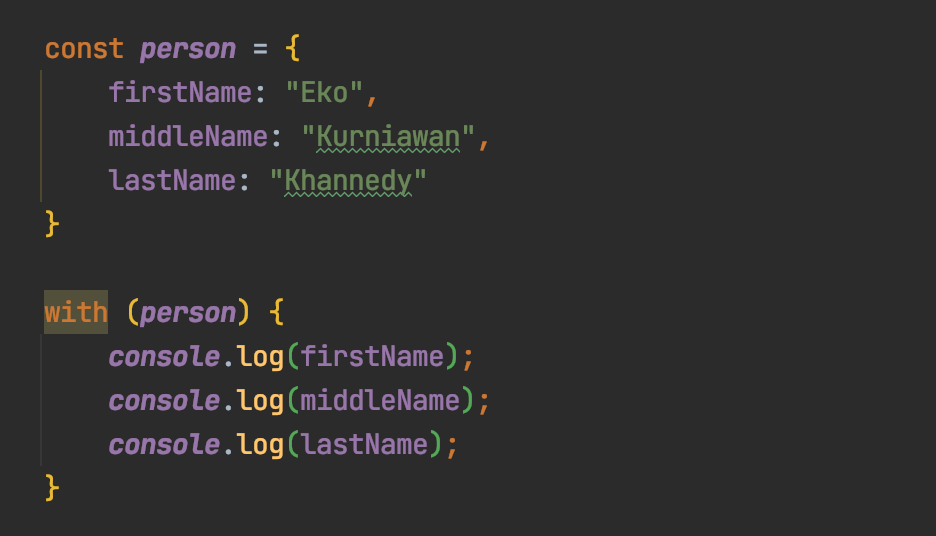 const person = {
    firstName: "Eko",
    middleName: "Kurniawan",
    lastName: "Khannedy"
}

with (person) {
    console.log(firstName);
    console.log(middleName);
    console.log(lastName);
}